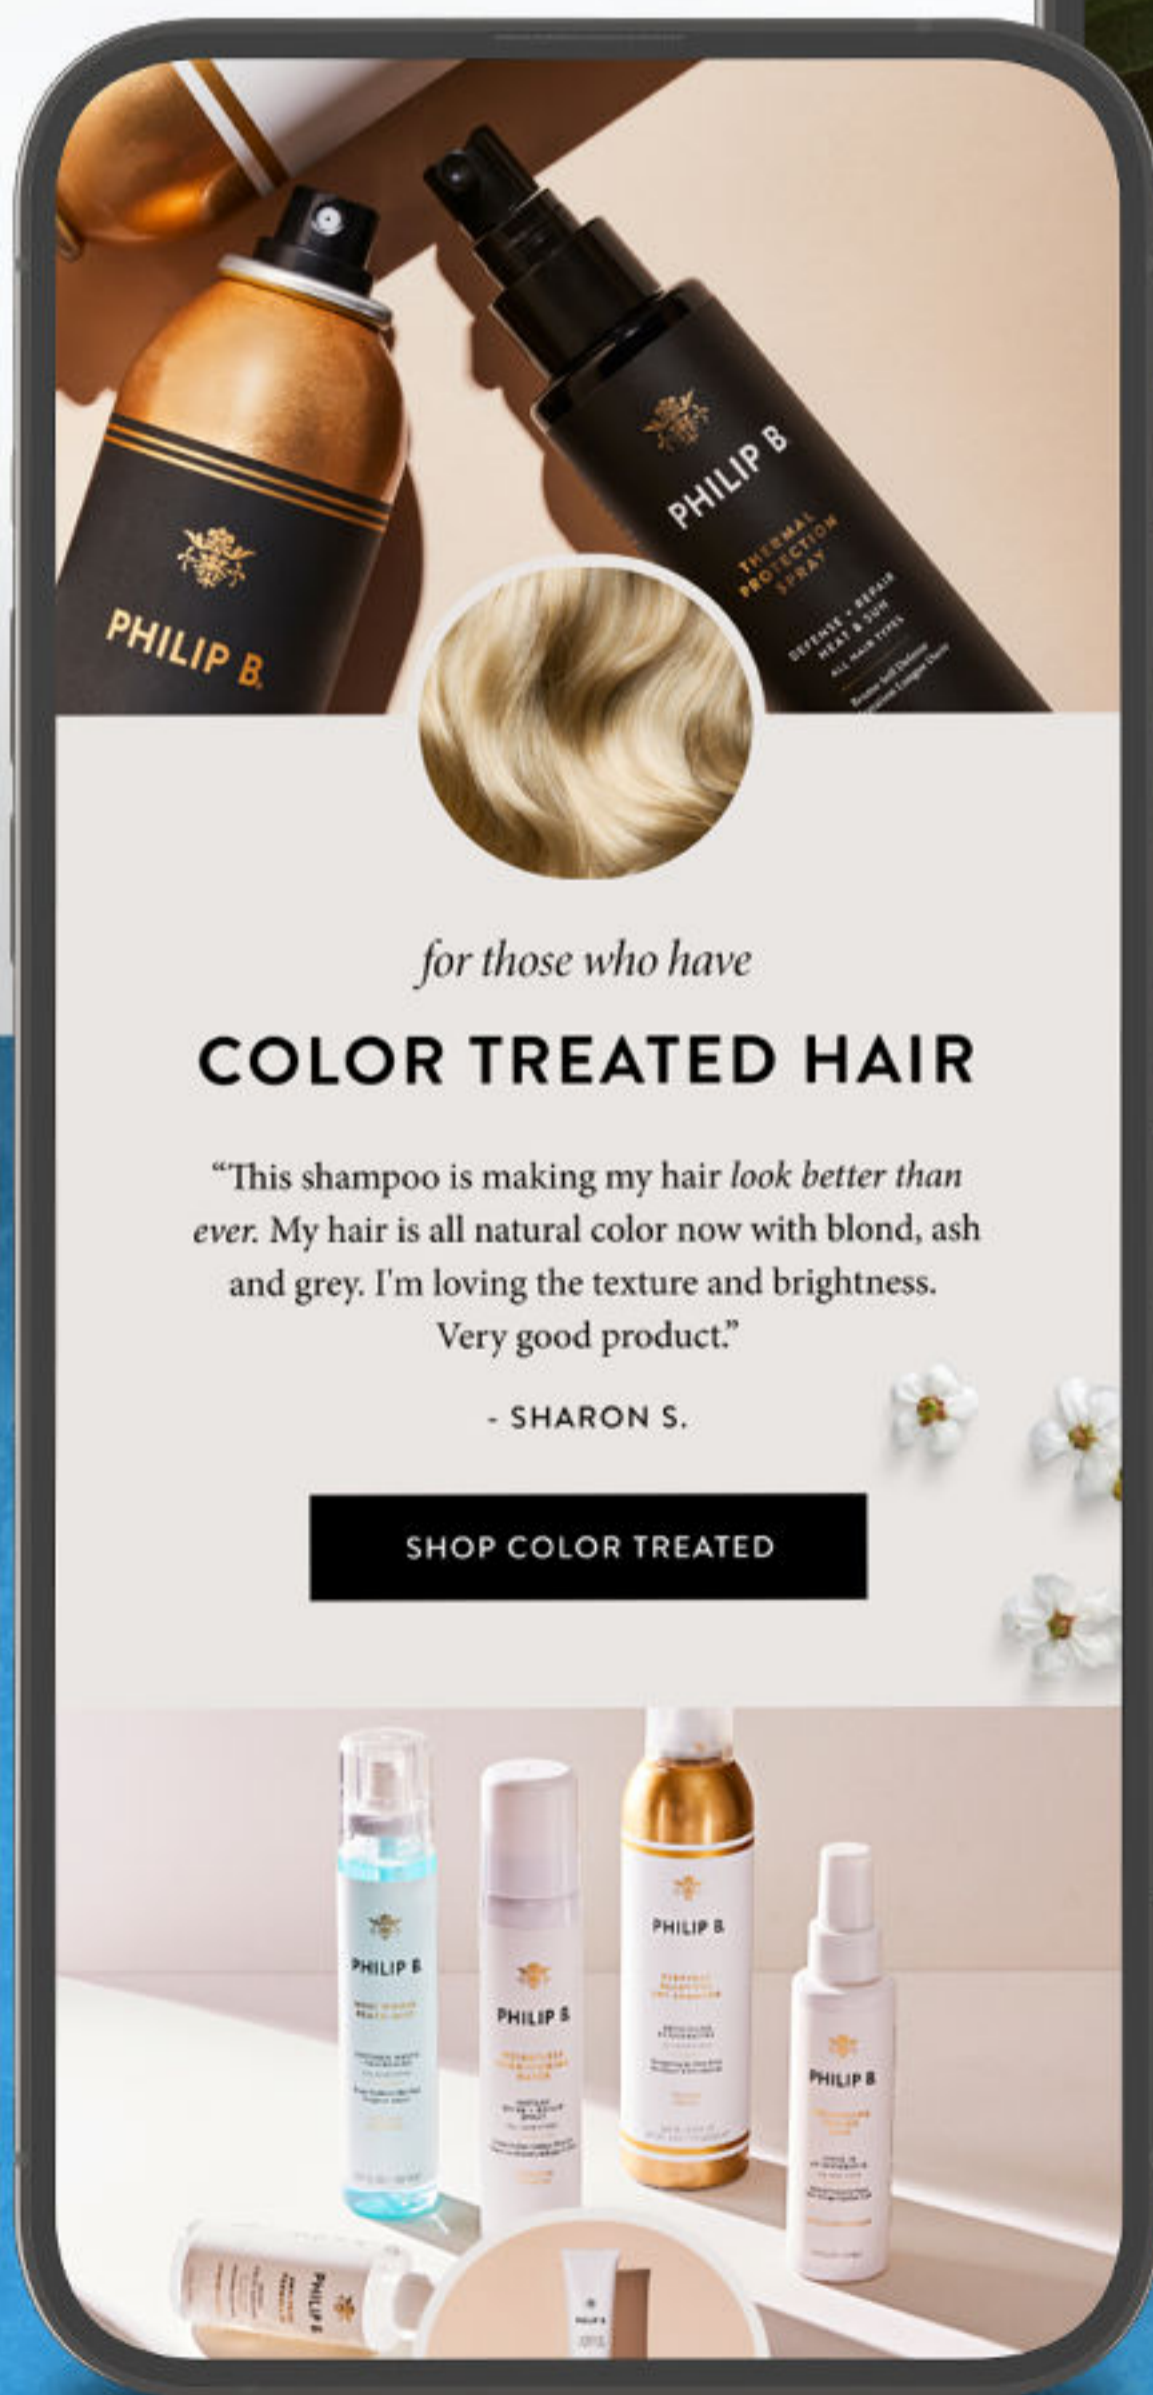 PHILIP B.
PHILIP B
THERMAL
PROTECTION
SPRAY
DEFENSE + REPAIR
HEAT & SUN
ALL HAIR TYPES
for those who have
COLOR TREATED HAIR
“This shampoo is making my hair look better than
ever. My hair is all natural color now with blond, ash
and grey. I'm loving the texture and brightness.
Very good product.”
- SHARON S.
SHOP COLOR TREATED
PHILIP B
PHILIP B
PHILIP B
PHILIP B
PHILIP B